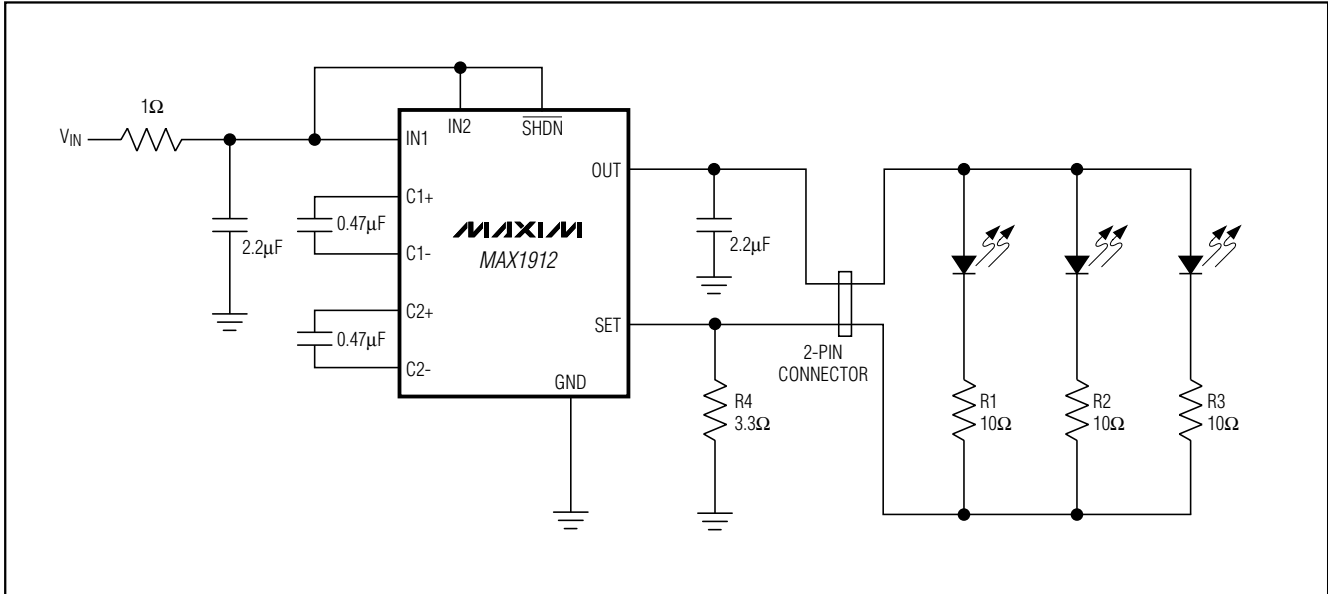 1Ω
VIN
2.2µF
IN1
IN2
SHDN
C1+
0.47µF
C1-
C2+
0.47µF
C2-
MAXIM
MAX1912
OUT
SET
GND
2.2µF
R4
3.3Ω
2-PIN
CONNECTOR
R1
10Ω
R2
10Ω
R3
10Ω